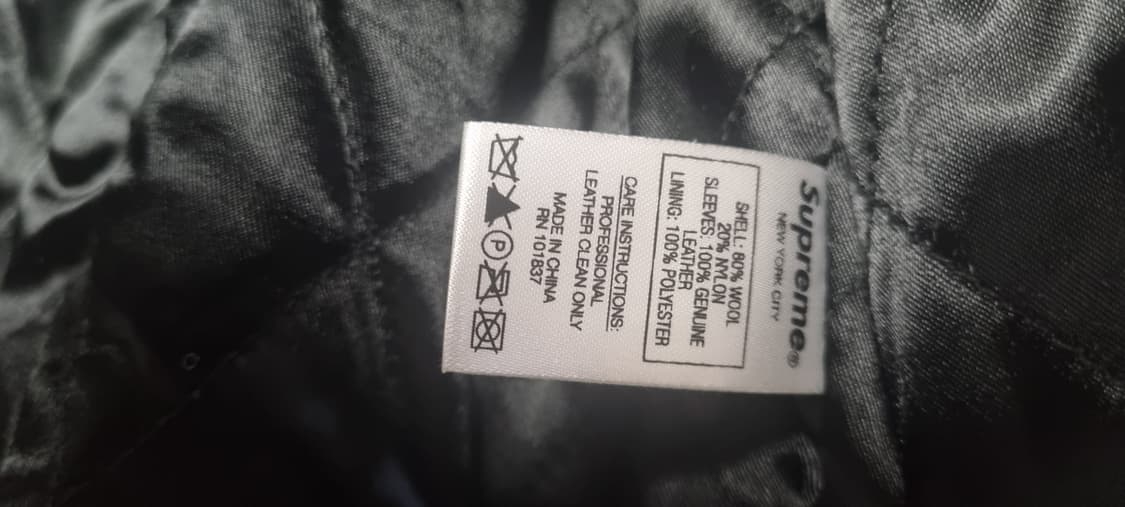 Supreme®
NEW YORK CITY
SHELL: 80% WOOL
20% NYLON
SLEEVES: 100% GENUINE
LEATHER
LINING: 100% POLYESTER
CARE INSTRUCTIONS:
PROFESSIONAL
LEATHER CLEAN ONLY
MADE IN CHINA
RN 101837
P